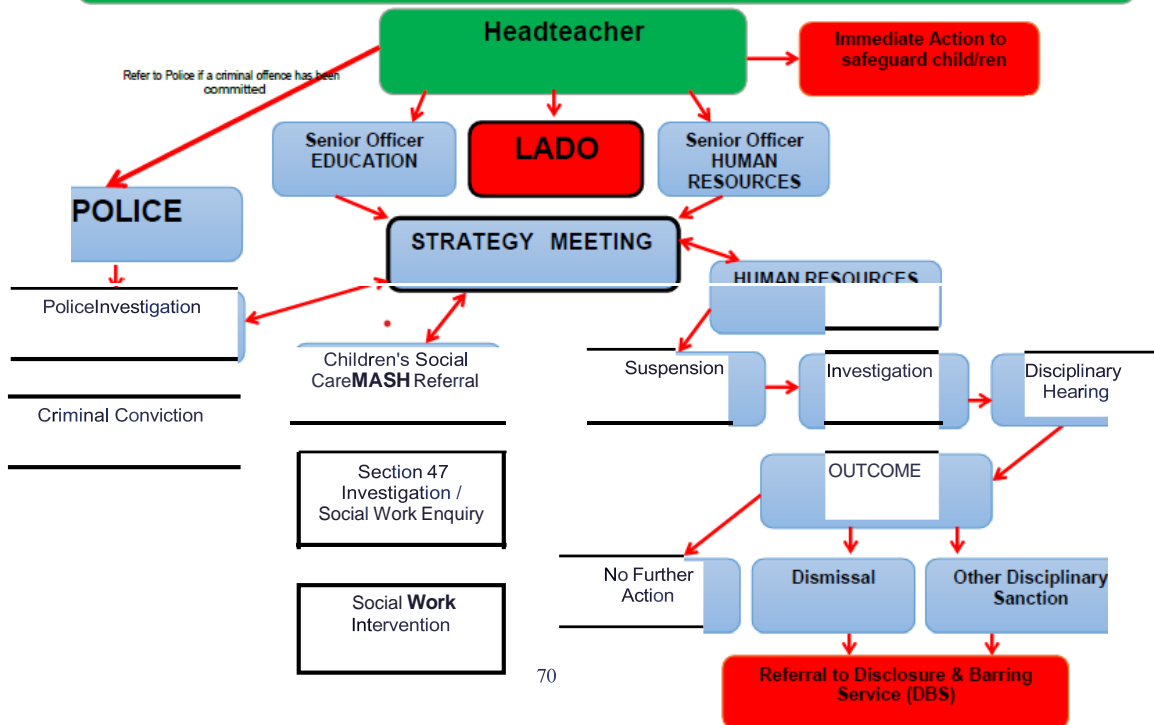 Headteacher
Immediate Action to
safeguard child/ren
Refer to Police if a criminal offence has been
committed
Senior Officer
EDUCATION
LADO
Senior Officer
HUMAN
RESOURCES
POLICE
STRATEGY MEETING
HUMAN RESOURCES
PoliceInvestigation
Children's Social
CareMASH Referral
Suspension
Investigation
Disciplinary
Hearing
Criminal Conviction
Section 47
Investigation /
Social Work Enquiry
OUTCOME
No Further
Action
Dismissal
Other Disciplinary
Sanction
Social Work
Intervention
70
Referral to Disclosure & Barring
Service (DBS)